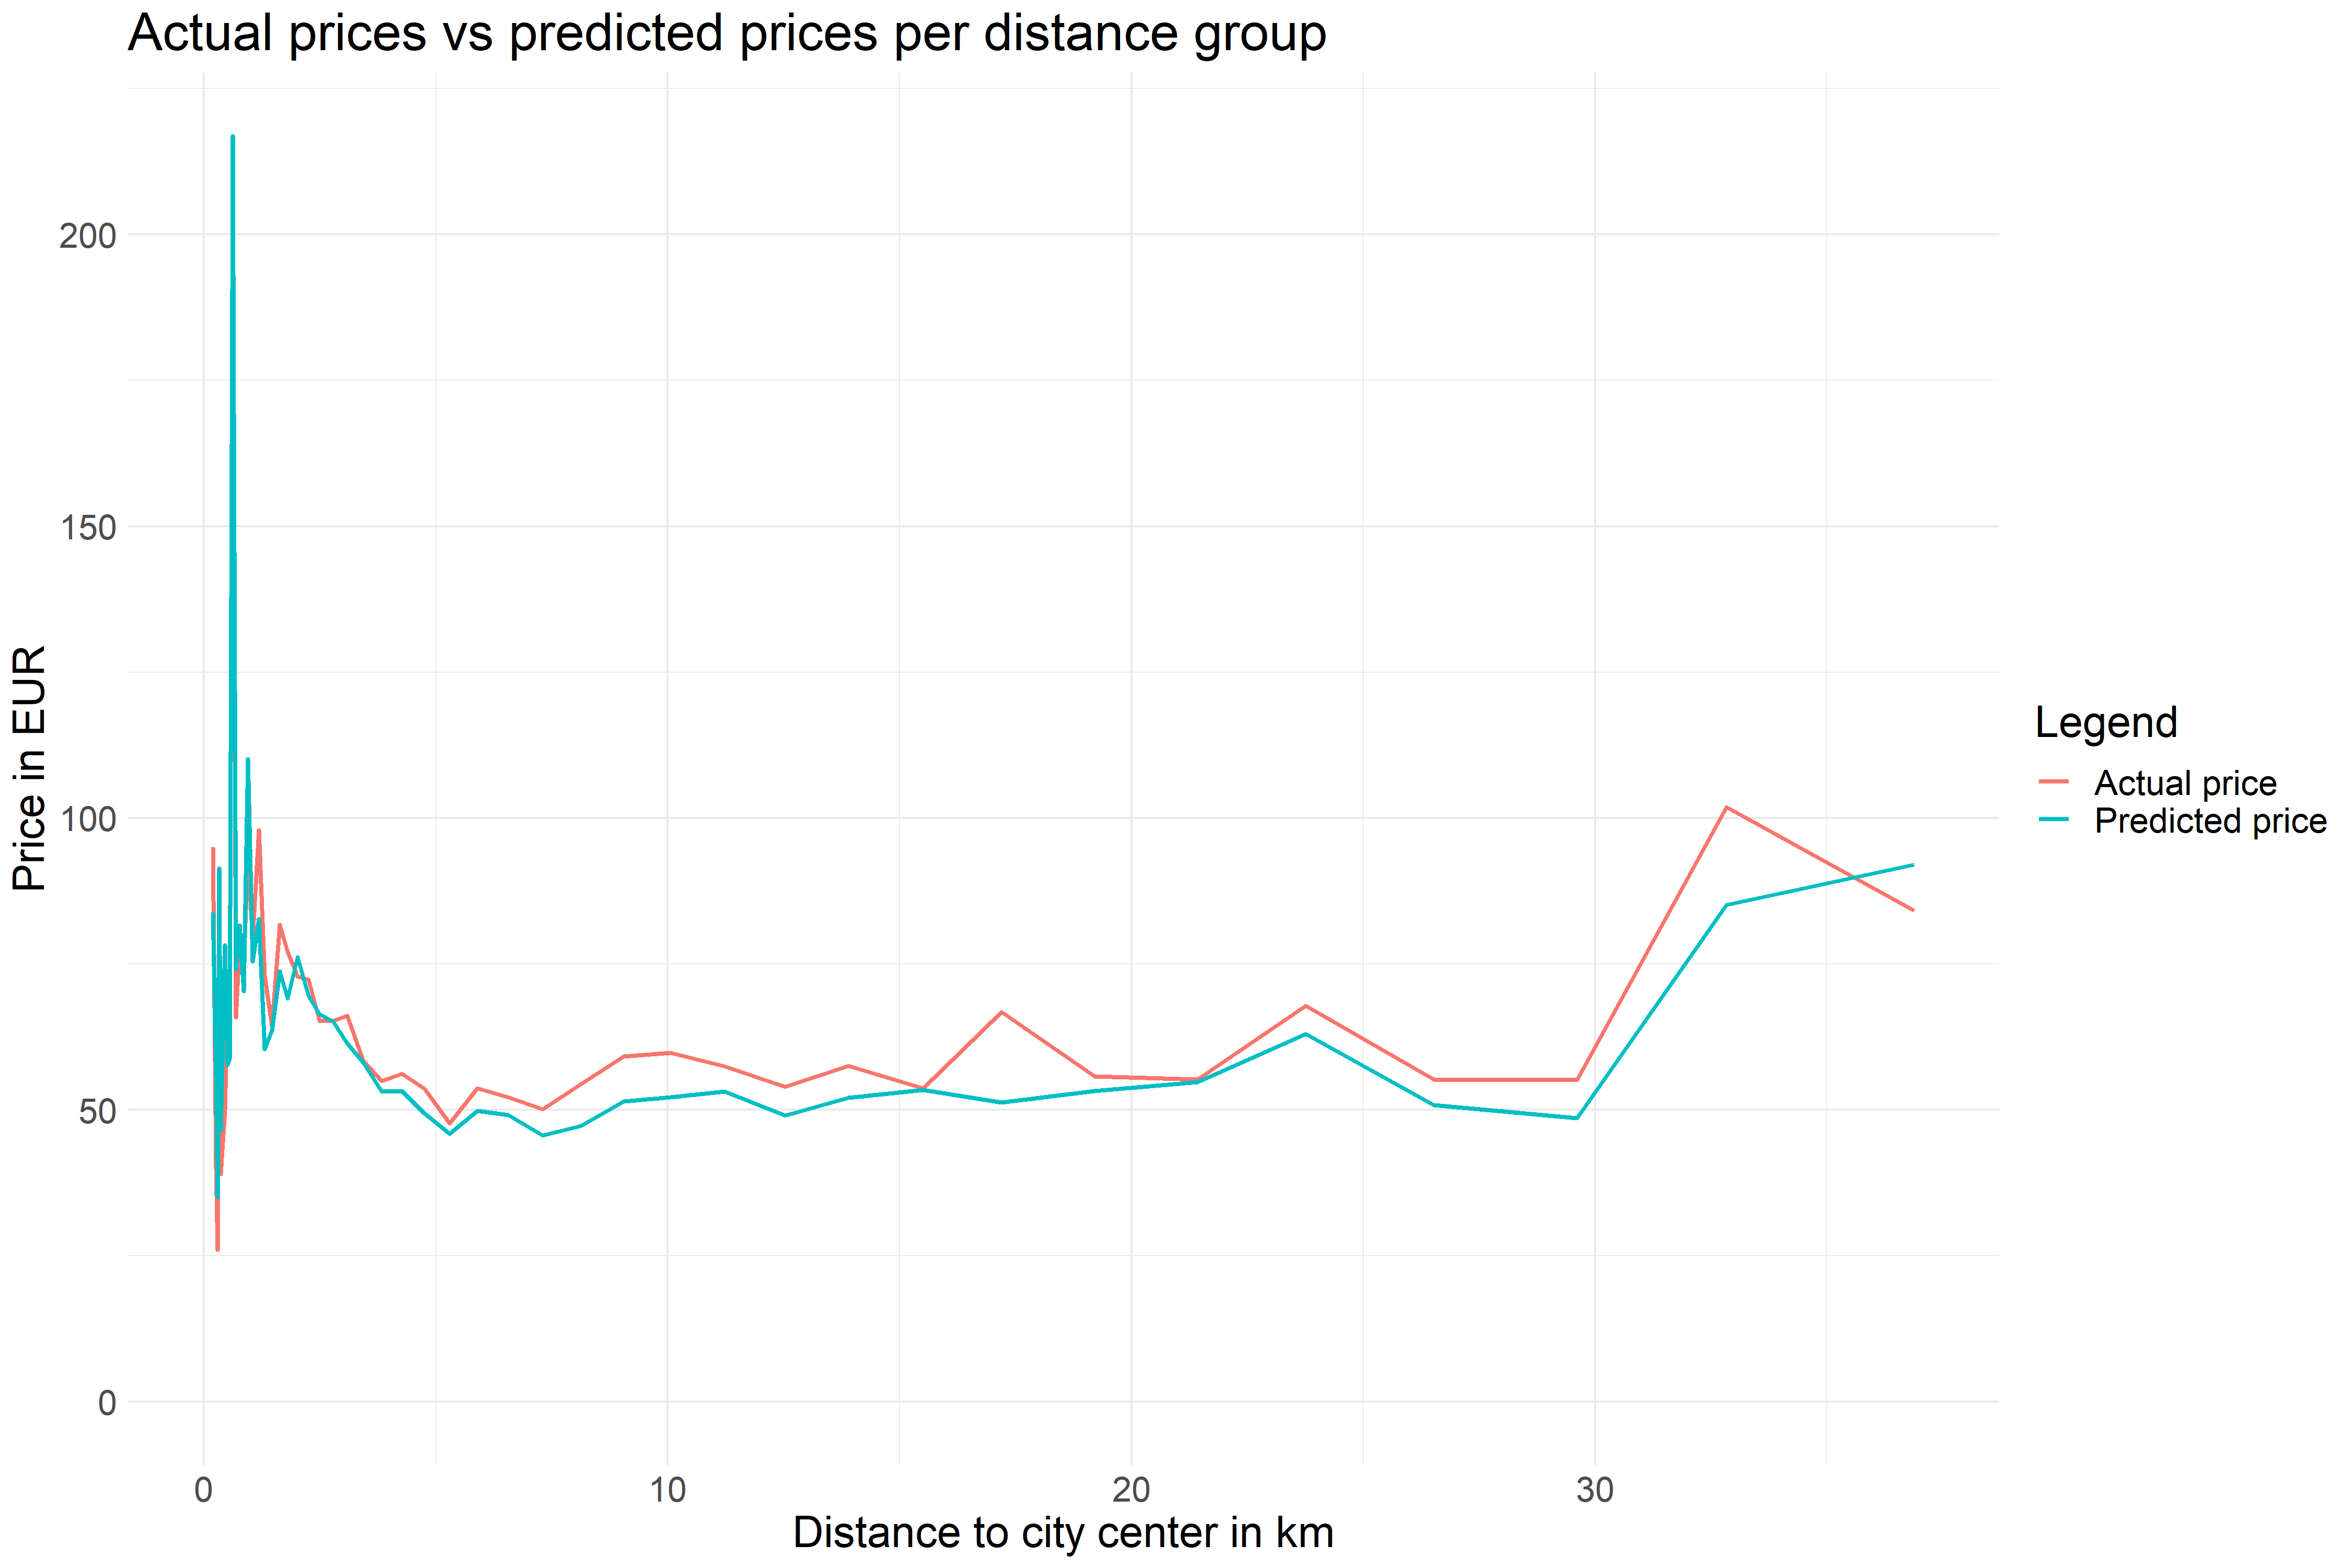 Actual prices vs predicted prices per distance group
Price in EUR
200
150
100
50
0
0 10 20 30
Distance to city center in km
Legend
Actual price
Predicted price